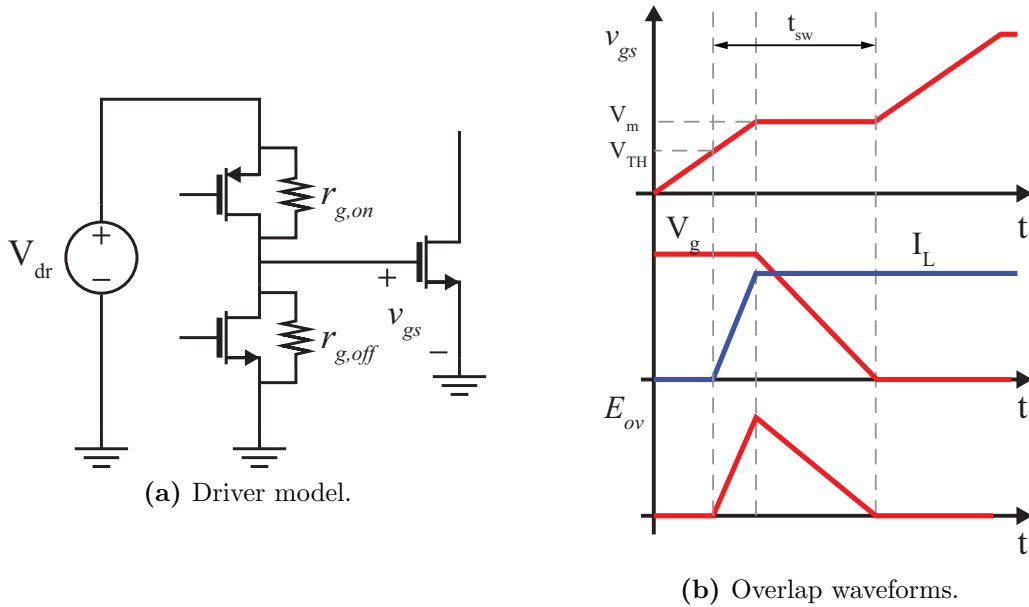 V_dr
+
−
r_g,on
r_g,off
+
v_gs
−
(a) Driver model.
v_gs
t_sw
V_m
V_TH
t
V_g
I_L
t
E_ov
t
(b) Overlap waveforms.